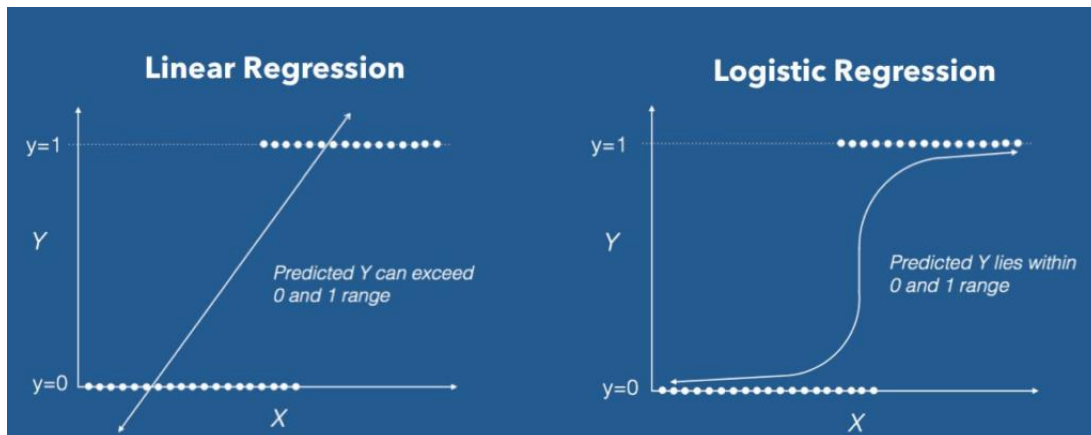 Linear Regression
y=1
Y
Predicted Y can exceed
0 and 1 range
y=0
X
Logistic Regression
y=1
Y
Predicted Y lies within
0 and 1 range
y=0
X